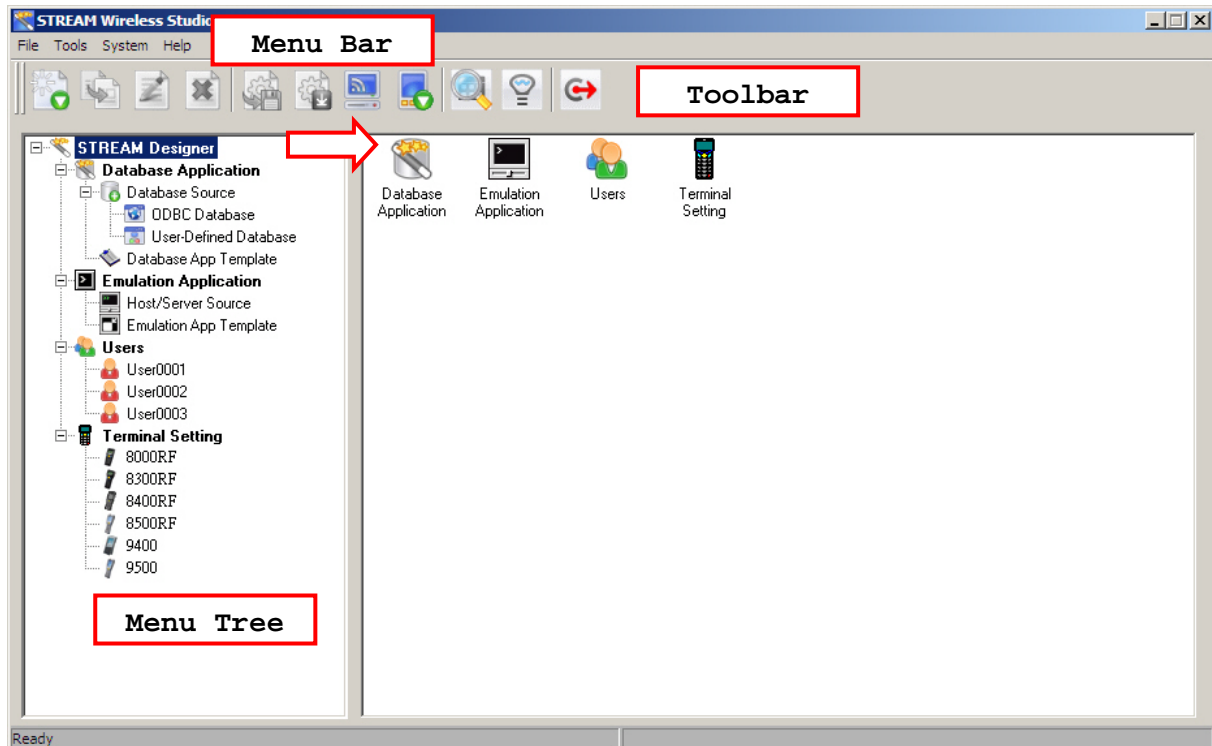 STREAM Wireless Studio
File Tools System Help
Menu Bar
Toolbar
STREAM Designer
Database Application
Database Source
ODBC Database
User-Defined Database
Database App Template
Emulation Application
Host/Server Source
Emulation App Template
Users
User0001
User0002
User0003
Terminal Setting
8000RF
8300RF
8400RF
8500RF
9400
9500
Menu Tree
Database
Application
Emulation
Application
Users
Terminal
Setting
Ready